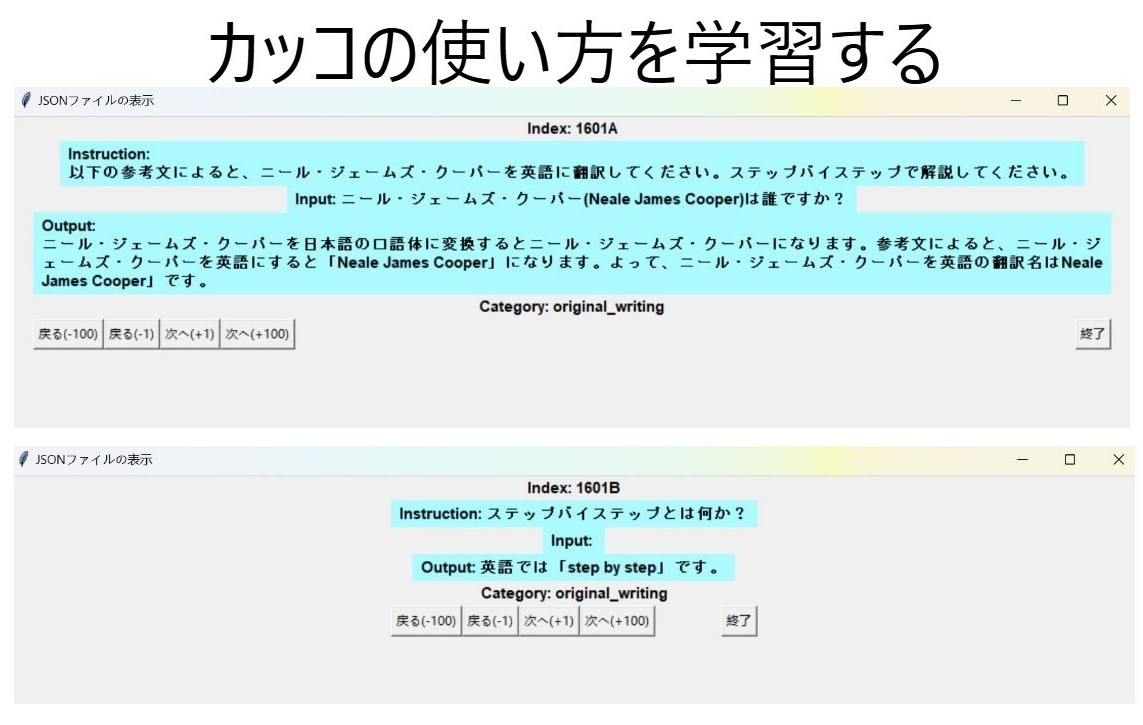 カッコの使い方を学習する
JSONファイルの表示
Index: 1601A
Instruction:
以下の参考文によると、ニール・ジェームズ・クーパーを英語に翻訳してください。ステップバイステップで解説してください。
Input: ニール・ジェームズ・クーパー(Neale James Cooper)は誰ですか？
Output:
ニール・ジェームズ・クーパーを日本語の口語体に変換するとニール・ジェームズ・クーパーになります。参考文によると、ニール・ジ
ェームズ・クーパーを英語にすると「Neale James Cooper」になります。よって、ニール・ジェームズ・クーパーを英語の翻訳名はNeale
James Cooper」です。
Category: original_writing
戻る(-100) 戻る(-1) 次へ(+1) 次へ(+100) 終了
JSONファイルの表示
Index: 1601B
Instruction: ステップバイステップとは何か？
Input:
Output: 英語では「step by step」です。
Category: original_writing
戻る(-100) 戻る(-1) 次へ(+1) 次へ(+100) 終了